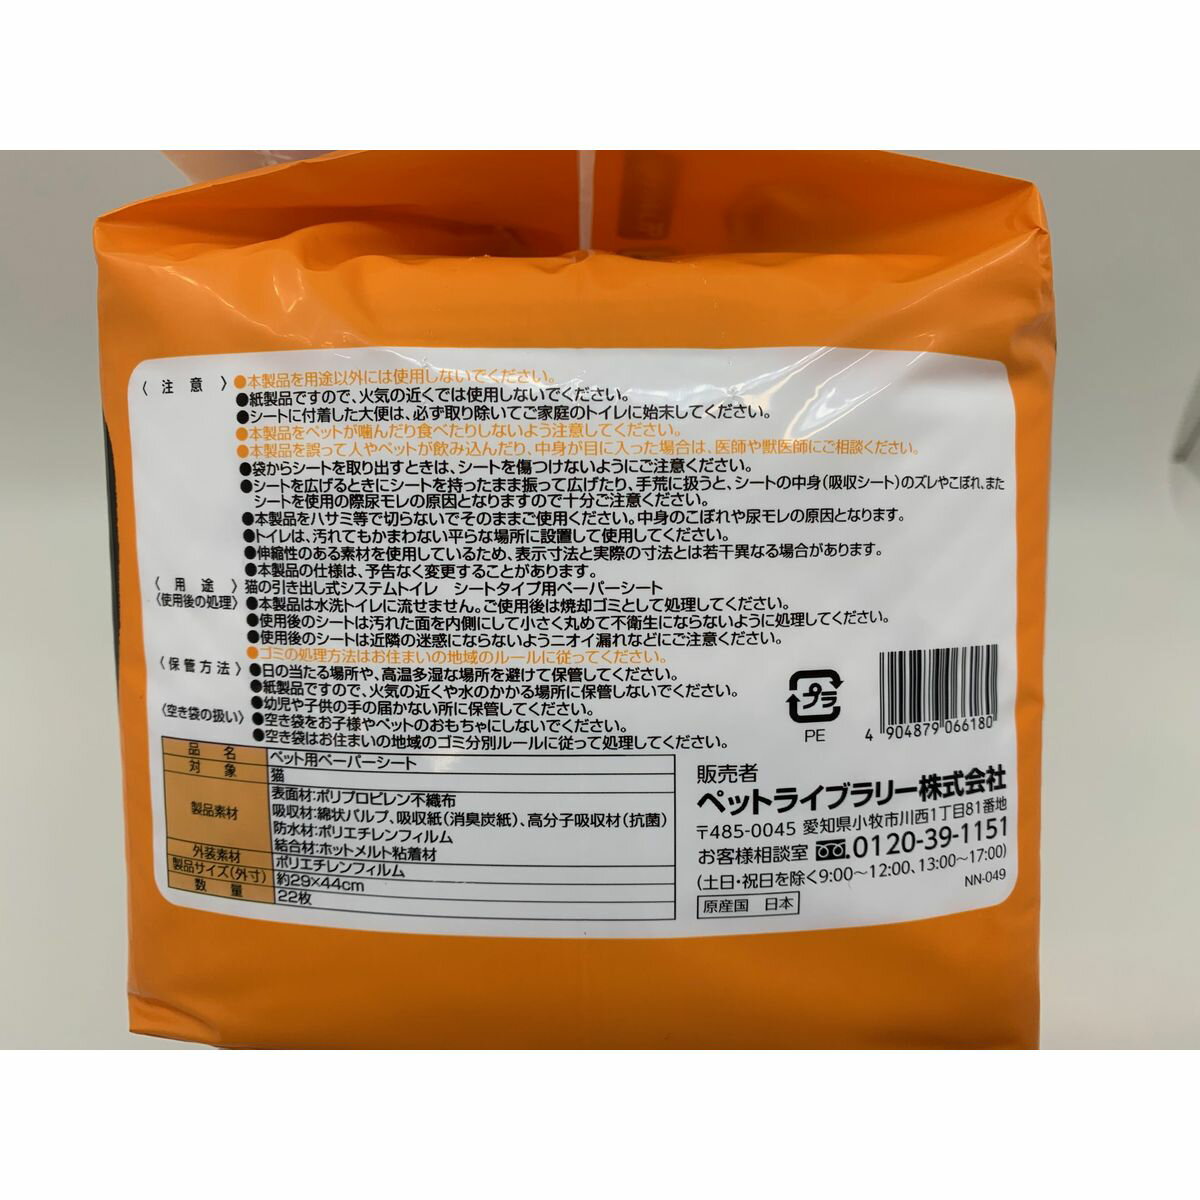 〈注意〉●本製品を用途以外には使用しないでください。
●紙製品ですので、火気の近くでは使用しないでください。
●シートに付着した大便は、必ず取り除いてご家庭のトイレに始末してください。
●本製品をペットが噛んだり食べたりしないよう注意してください。
●本製品を誤って人やペットが飲み込んだり、中身が目に入った場合は、医師や獣医師にご相談ください。
●袋からシートを取り出すときは、シートを傷つけないようにご注意ください。
●シートを広げるときにシートを持ったまま振って広げたり、手荒に扱うと、シートの中身(吸収シート)のズレやこぼれ、また
シートを使用の際尿モレの原因となりますので十分ご注意ください。
●本製品をハサミ等で切らないでそのままご使用ください。中身のこぼれや尿モレの原因となります。
●トイレは、汚れてもかまわない平らな場所に設置して使用してください。
●伸縮性のある素材を使用しているため、表示寸法と実際の寸法とは若干異なる場合があります。
●本製品の仕様は、予告なく変更することがあります。
〈用途〉猫の引き出し式システムトイレ シートタイプ用ペーパーシート
〈使用後の処理〉●本製品は水洗トイレに流せません。ご使用後は焼却ゴミとして処理してください。
●使用後のシートは汚れた面を内側にして小さく丸めて不衛生にならないように処理してください。
●使用後のシートは近隣の迷惑にならないようニオイ漏れなどにご注意ください。
●ゴミの処理方法はお住まいの地域のルールに従ってください。
〈保管方法〉●日の当たる場所や、高温多湿な場所を避けて保管してください。
●紙製品ですので、火気の近くや水のかかる場所に保管しないでください。
●幼児や子供の手の届かない所に保管してください。
〈空き袋の扱い〉●空き袋をお子様やペットのおもちゃにしないでください。
●空き袋はお住まいの地域のゴミ分別ルールに従って処理してください。
品名 ペット用ペーパーシート
対象 猫
製品素材 表面材:ポリプロピレン不織布
吸収材:綿状パルプ、吸収紙(消臭炭紙)、高分子吸収材(抗菌)
防水材:ポリエチレンフィルム
結合材:ホットメルト粘着材
外装素材 ポリエチレンフィルム
製品サイズ(外寸) 約29×44cm
数量 22枚
プラ
PE
4 904879 066180
販売者
ペットライブラリー株式会社
〒485-0045 愛知県小牧市川西1丁目81番地
お客様相談室 0120-39-1151
(土日・祝日を除く9:00〜12:00、13:00〜17:00)
NN-049
原産国 日本